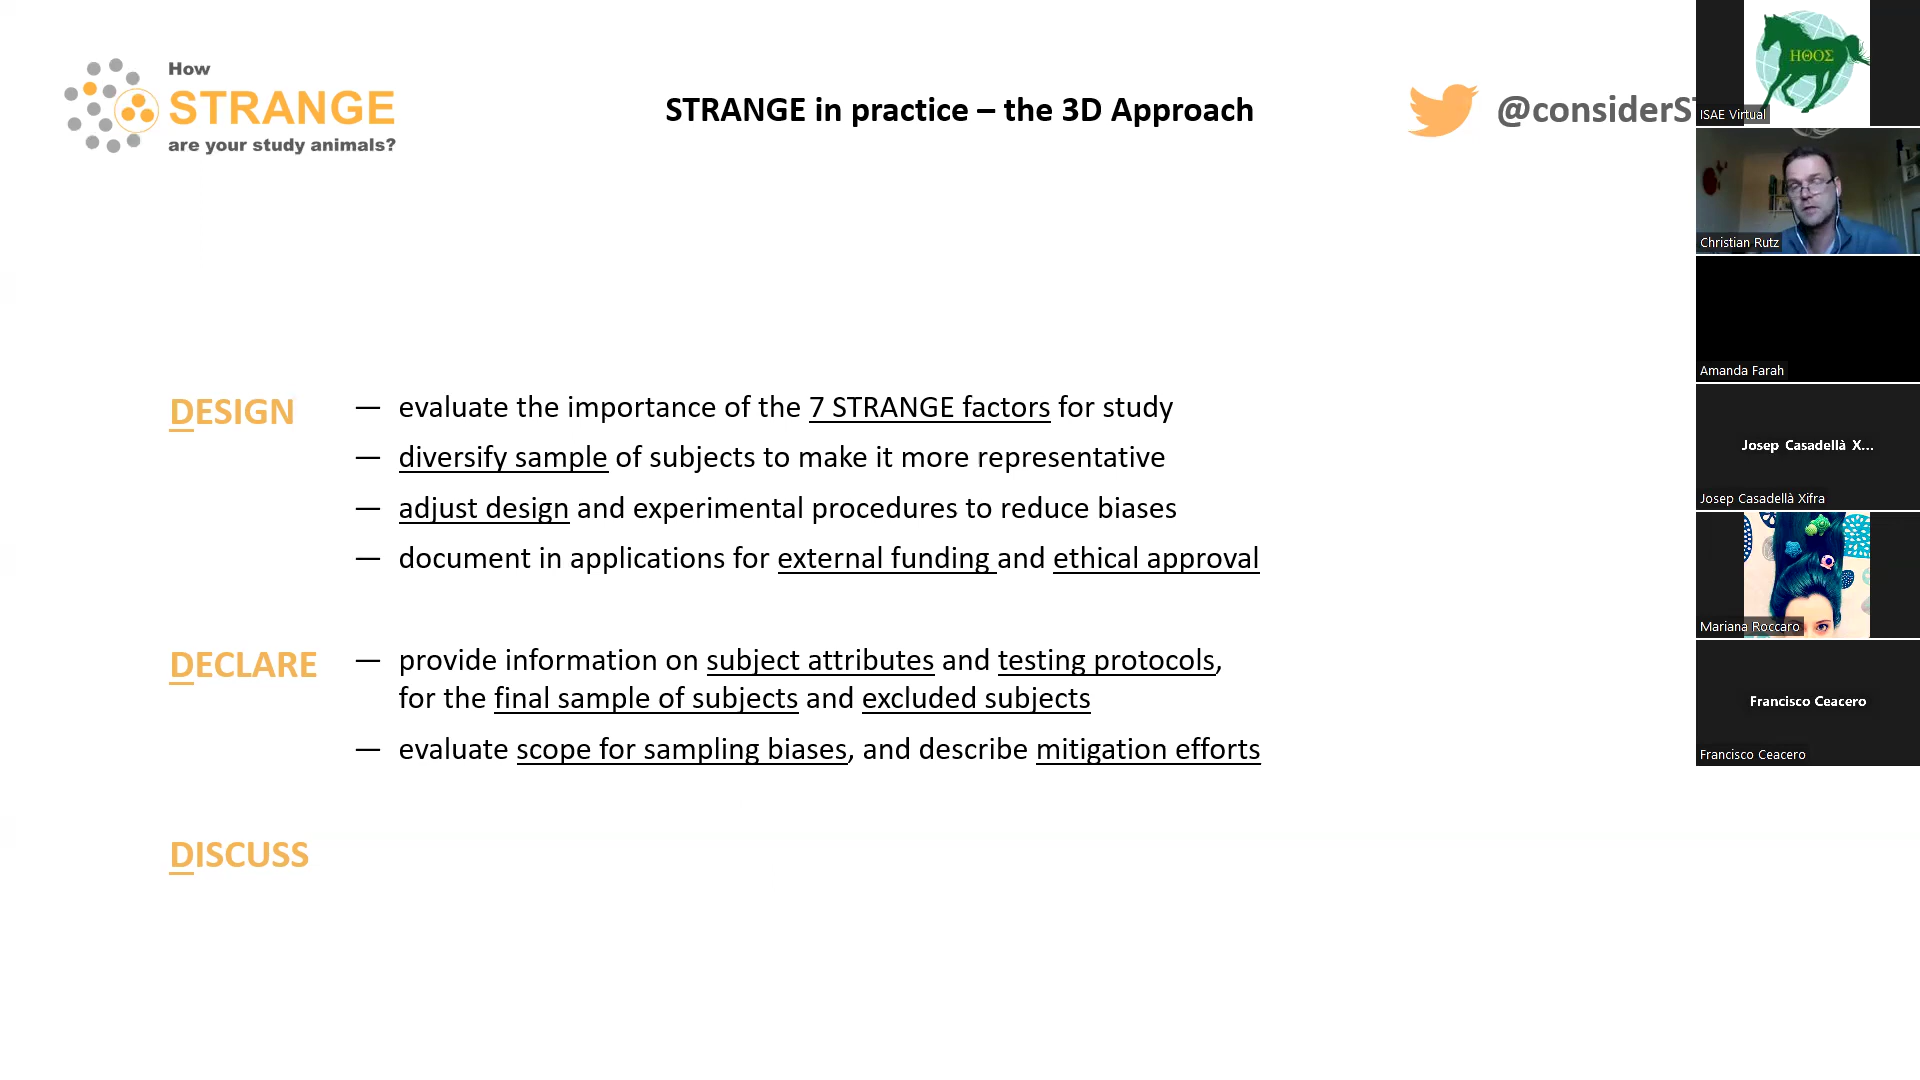 How
STRANGE
are your study animals?
STRANGE in practice – the 3D Approach
@considerST
DESIGN
— evaluate the importance of the 7 STRANGE factors for study
— diversify sample of subjects to make it more representative
— adjust design and experimental procedures to reduce biases
— document in applications for external funding and ethical approval
DECLARE
— provide information on subject attributes and testing protocols,
for the final sample of subjects and excluded subjects
— evaluate scope for sampling biases, and describe mitigation efforts
DISCUSS
ΗΘΟΣ
ISAE Virtual
Christian Rutz
Amanda Farah
Josep Casadellà X...
Josep Casadellà Xifra
Mariana Roccaro
Francisco Ceacero
Francisco Ceacero